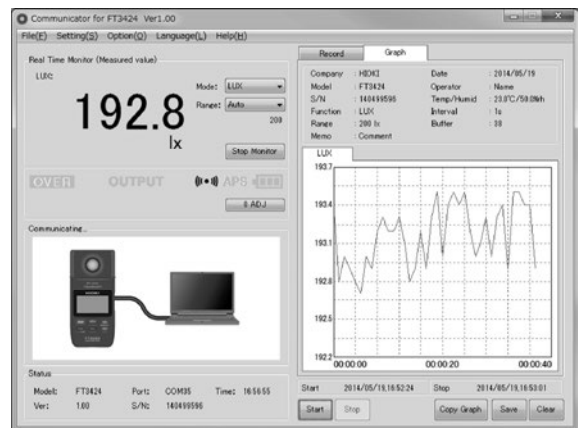 Communicator for FT3424 Ver1.00
File(F) Setting(S) Option(O) Language(L) Help(H)
Real Time Monitor (Measured value)
LUX:
192.8
lx
Mode: LUX
Range: Auto
200
Stop Monitor
OVER OUTPUT APS
0 ADJ
Communicating..
Status
Model: FT3424 Port: COM35 Time: 16:56:55
Ver: 1.00 S/N: 140499596
Record Graph
Company : HIOKI Date : 2014/05/19
Model : FT3424 Operator : Name
S/N : 140499596 Temp/Humid : 23.0°C/50.0%rh
Function : LUX Interval : 1s
Range : 200 lx Buffer : 38
Memo : Comment
LUX
193.7
193.4
193.1
192.8
192.5
192.2
00:00:00 00:00:20 00:00:40
Start 2014/05/19,16:52:24 Stop 2014/05/19,16:53:01
Start Stop Copy Graph Save Clear